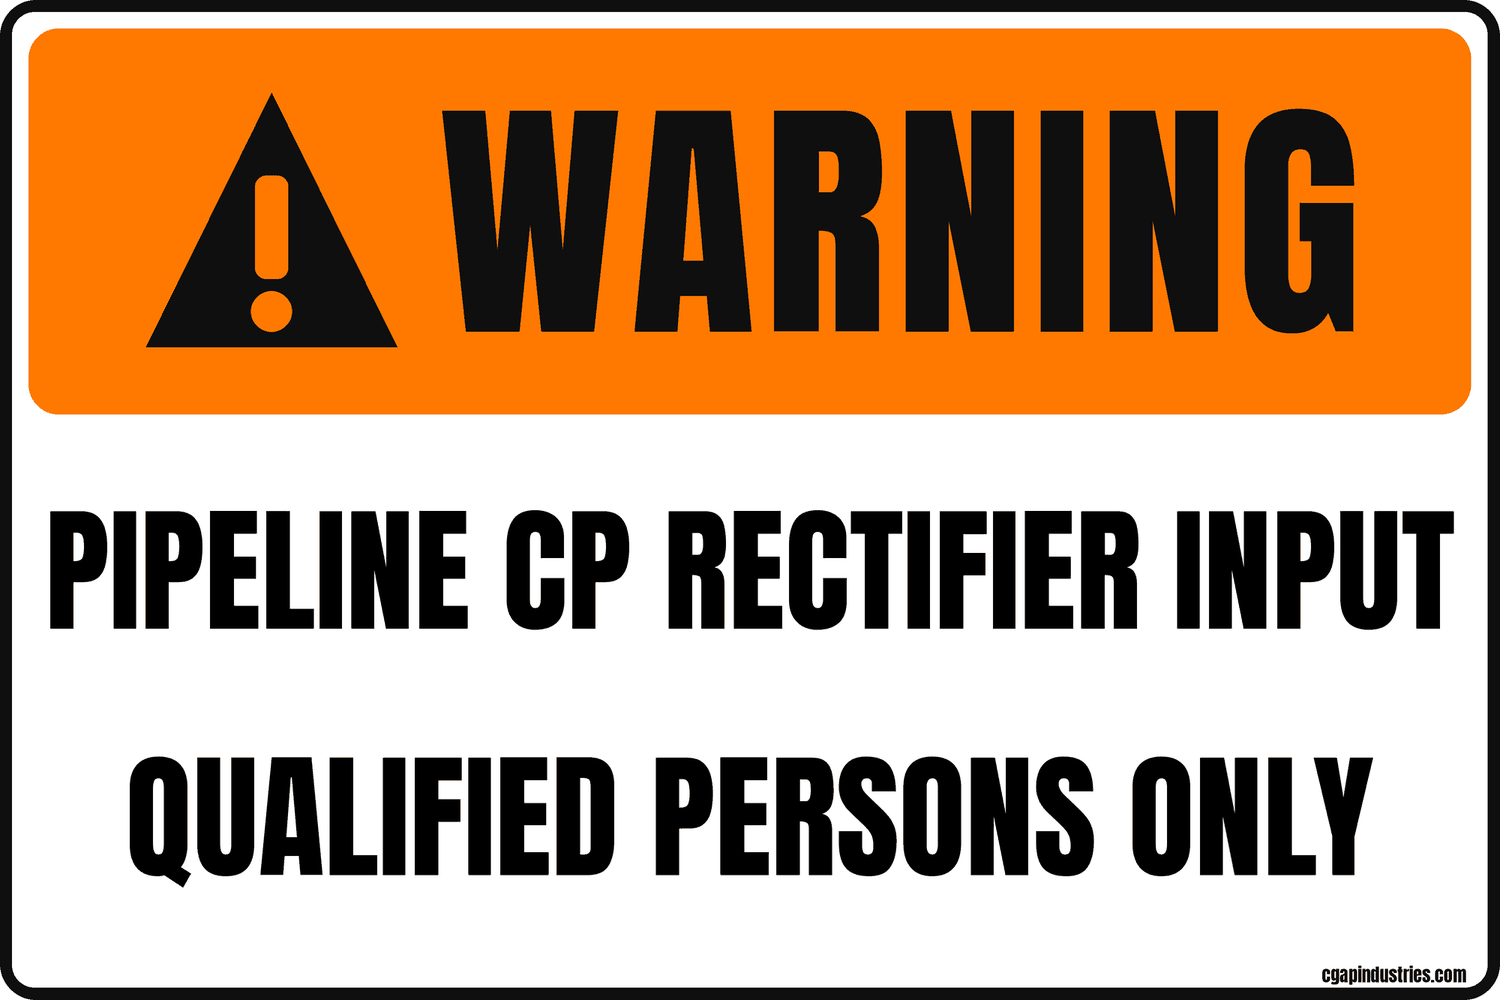 WARNING
PIPELINE CP RECTIFIER INPUT
QUALIFIED PERSONS ONLY
cgapindustries.com